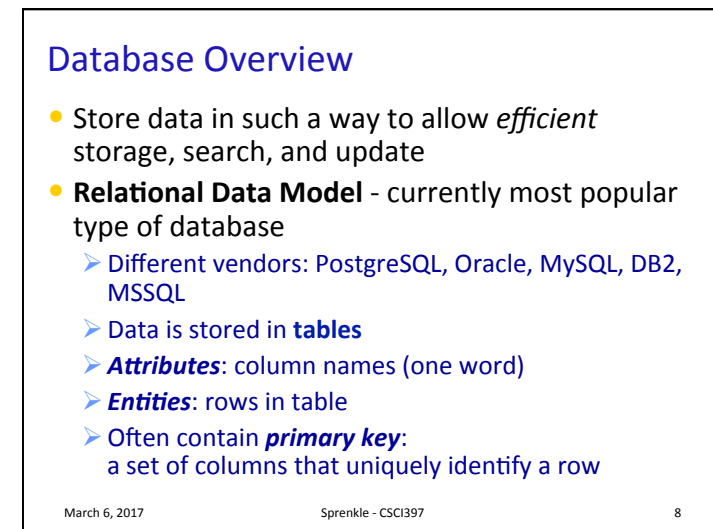 Database Overview
• Store data in such a way to allow efficient
storage, search, and update
• Relational Data Model - currently most popular
type of database
➢ Different vendors: PostgreSQL, Oracle, MySQL, DB2,
MSSQL
➢ Data is stored in tables
➢ Attributes: column names (one word)
➢ Entities: rows in table
➢ Often contain primary key:
a set of columns that uniquely identify a row
March 6, 2017 Sprenkle - CSCI397 8